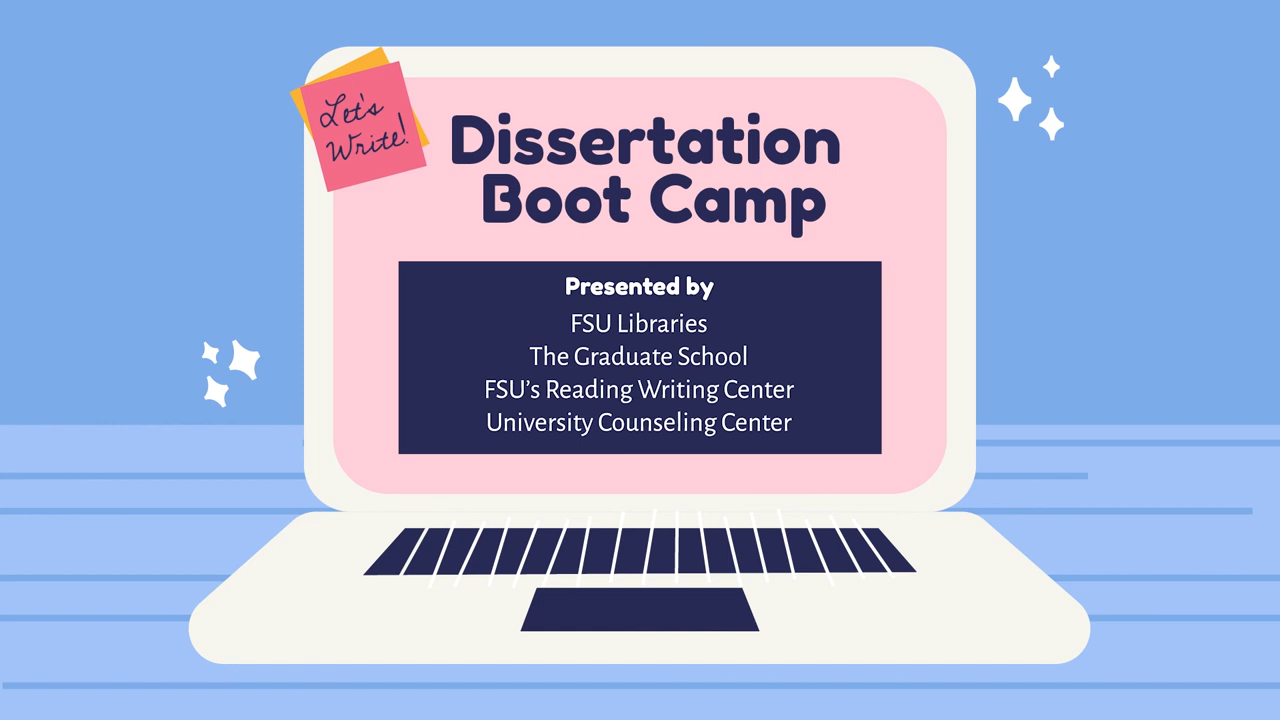 Let's
Write!
Dissertation
Boot Camp
Presented by
FSU Libraries
The Graduate School
FSU’s Reading Writing Center
University Counseling Center